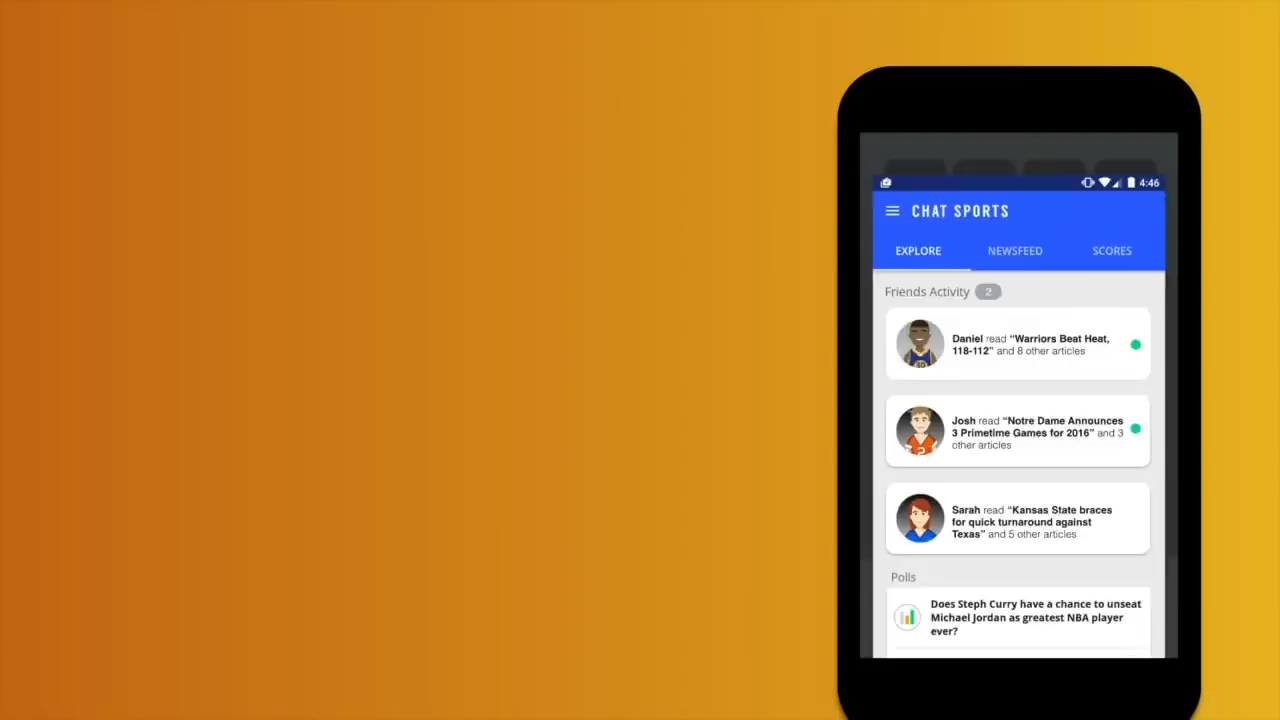 4:46
CHAT SPORTS
EXPLORE NEWSFEED SCORES
Friends Activity 2
Daniel read “Warriors Beat Heat,
118-112” and 8 other articles
Josh read “Notre Dame Announces
3 Primetime Games for 2016” and 3
other articles
Sarah read “Kansas State braces
for quick turnaround against
Texas” and 5 other articles
Polls
Does Steph Curry have a chance to unseat
Michael Jordan as greatest NBA player
ever?